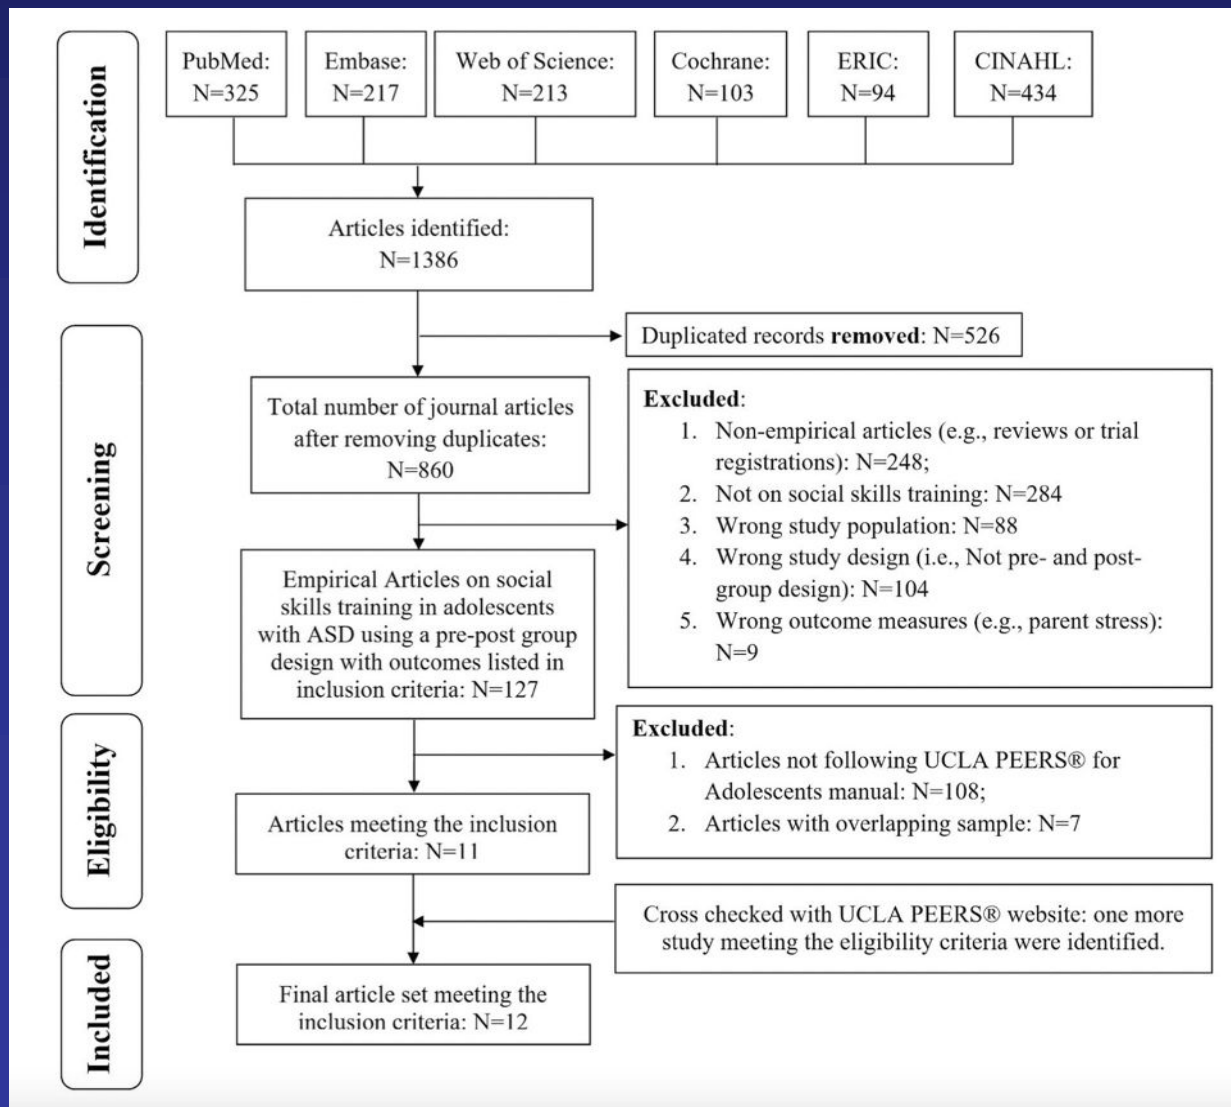 Identification
PubMed:
N=325
Embase:
N=217
Web of Science:
N=213
Cochrane:
N=103
ERIC:
N=94
CINAHL:
N=434
Articles identified:
N=1386
Screening
Duplicated records removed: N=526
Total number of journal articles
after removing duplicates:
N=860
Excluded:
1. Non-empirical articles (e.g., reviews or trial
registrations): N=248;
2. Not on social skills training: N=284
3. Wrong study population: N=88
4. Wrong study design (i.e., Not pre- and post-
group design): N=104
5. Wrong outcome measures (e.g., parent stress):
N=9
Empirical Articles on social
skills training in adolescents
with ASD using a pre-post group
design with outcomes listed in
inclusion criteria: N=127
Eligibility
Excluded:
1. Articles not following UCLA PEERS® for
Adolescents manual: N=108;
2. Articles with overlapping sample: N=7
Articles meeting the inclusion
criteria: N=11
Cross checked with UCLA PEERS® website: one more
study meeting the eligibility criteria were identified.
Included
Final article set meeting the
inclusion criteria: N=12